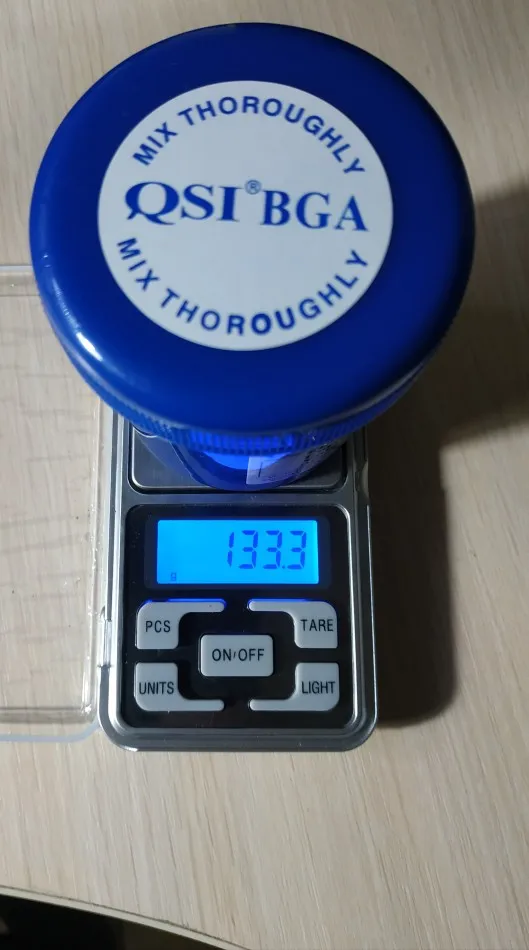 MIX THOROUGHLY
QSI® BGA
MIX THOROUGHLY
133.3
g
PCS
TARE
ON/OFF
UNITS
LIGHT